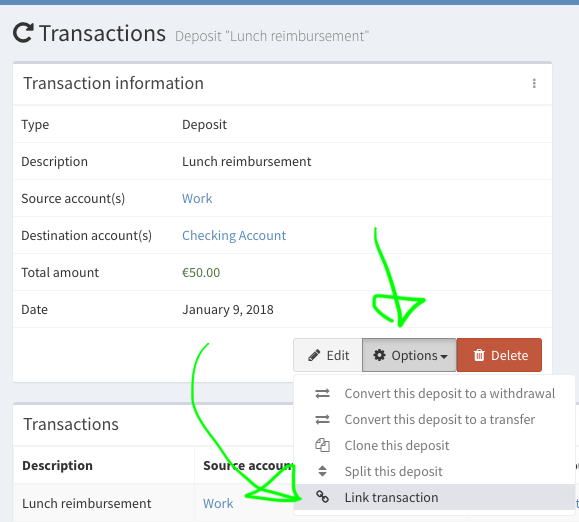 Transactions Deposit "Lunch reimbursement"
Transaction information
Type Deposit
Description Lunch reimbursement
Source account(s) Work
Destination account(s) Checking Account
Total amount €50.00
Date January 9, 2018
Edit Options Delete
Convert this deposit to a withdrawal
Convert this deposit to a transfer
Clone this deposit
Split this deposit
Link transaction
Transactions
Description Source accoun
Lunch reimbursement Work